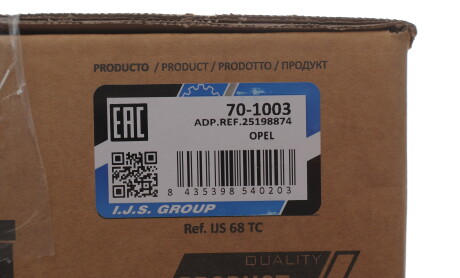 PRODUCTO / PRODUCT / PRODOTTO / ПРОДУКТ
EAC
70-1003
ADP.REF.25198874
OPEL
8 435398 540203
I.J.S. GROUP
Ref. IJS 68 TC
QUALITY
PRODUCT